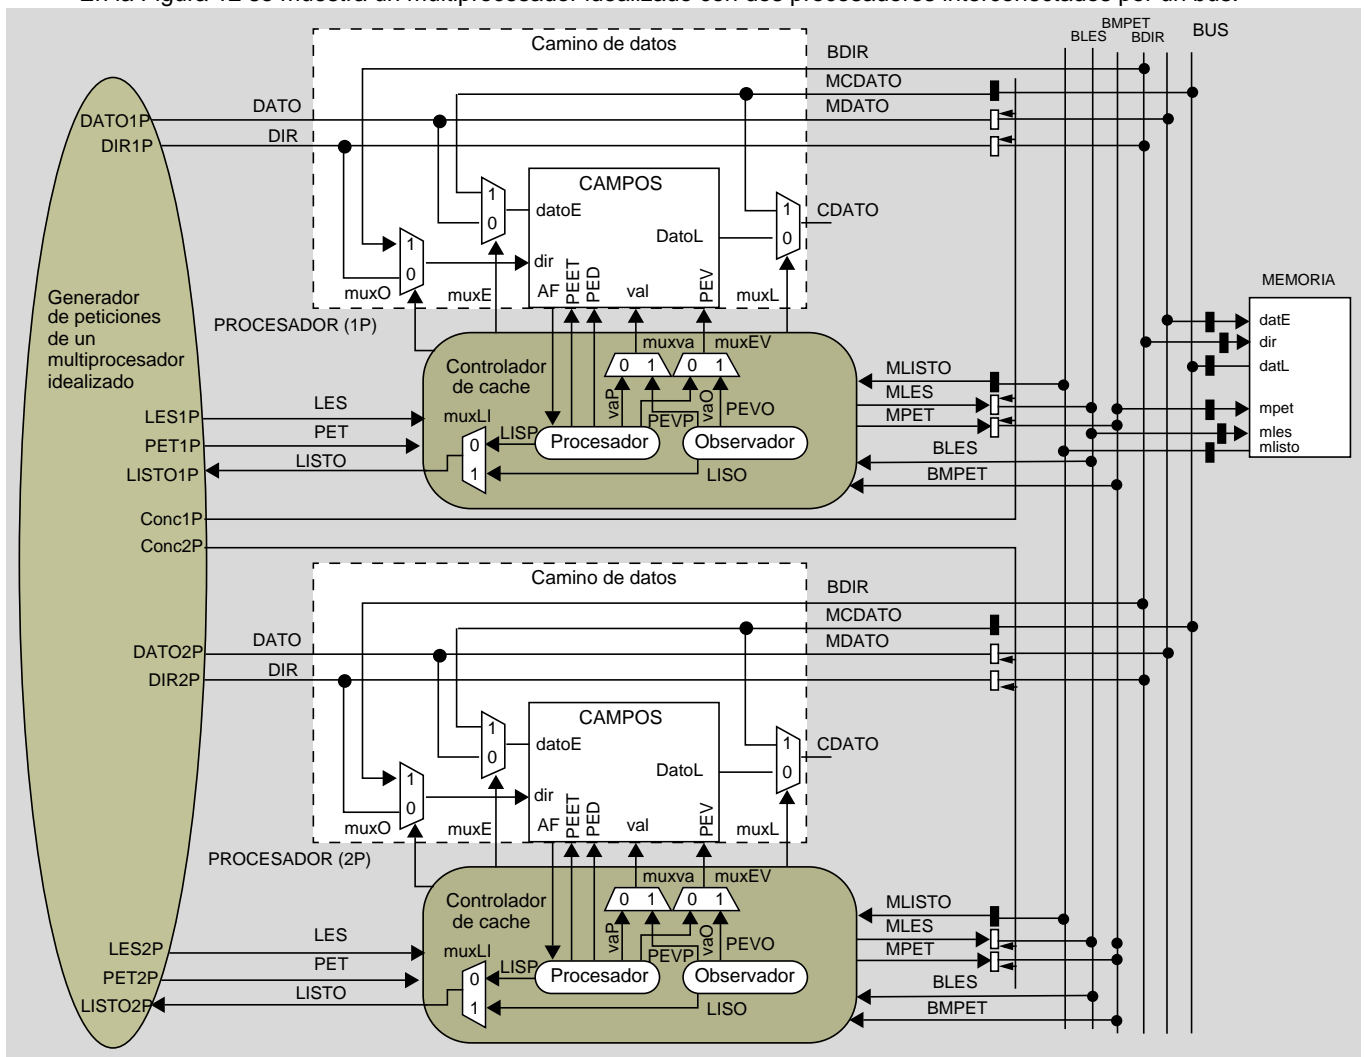 En la Figura 12 se muestra un multiprocesador idealizado con dos procesadores interconectados por un bus.
BMPET
BLES
BDIR
BUS
Camino de datos
BDIR
MCDATO
MDATO
DATO
DIR
DATO1P
DIR1P
CAMPOS
1
0
datoE
DatoL
1
0
CDATO
1
0
dir
AF
PEET
PED
val
PEV
muxO
muxE
muxL
MEMORIA
datE
dir
datL
mpet
mles
mlisto
Generador
de peticiones
de un
multiprocesador
idealizado
PROCESADOR (1P)
Controlador
de cache
muxva
muxEV
0 1
0 1
vaP
PEVP
vaO
PEVO
muxLI
LISP
0
1
Procesador
Observador
LISO
MLISTO
MLES
MPET
BLES
BMPET
LES1P
LES
PET1P
PET
LISTO1P
LISTO
Conc1P
Conc2P
Camino de datos
BDIR
MCDATO
MDATO
DATO
DIR
DATO2P
DIR2P
CAMPOS
1
0
datoE
DatoL
1
0
CDATO
1
0
dir
AF
PEET
PED
val
PEV
muxO
muxE
muxL
PROCESADOR (2P)
Controlador
de cache
muxva
muxEV
0 1
0 1
vaP
PEVP
vaO
PEVO
muxLI
LISP
0
1
Procesador
Observador
LISO
MLISTO
MLES
MPET
BLES
BMPET
LES2P
LES
PET2P
PET
LISTO2P
LISTO